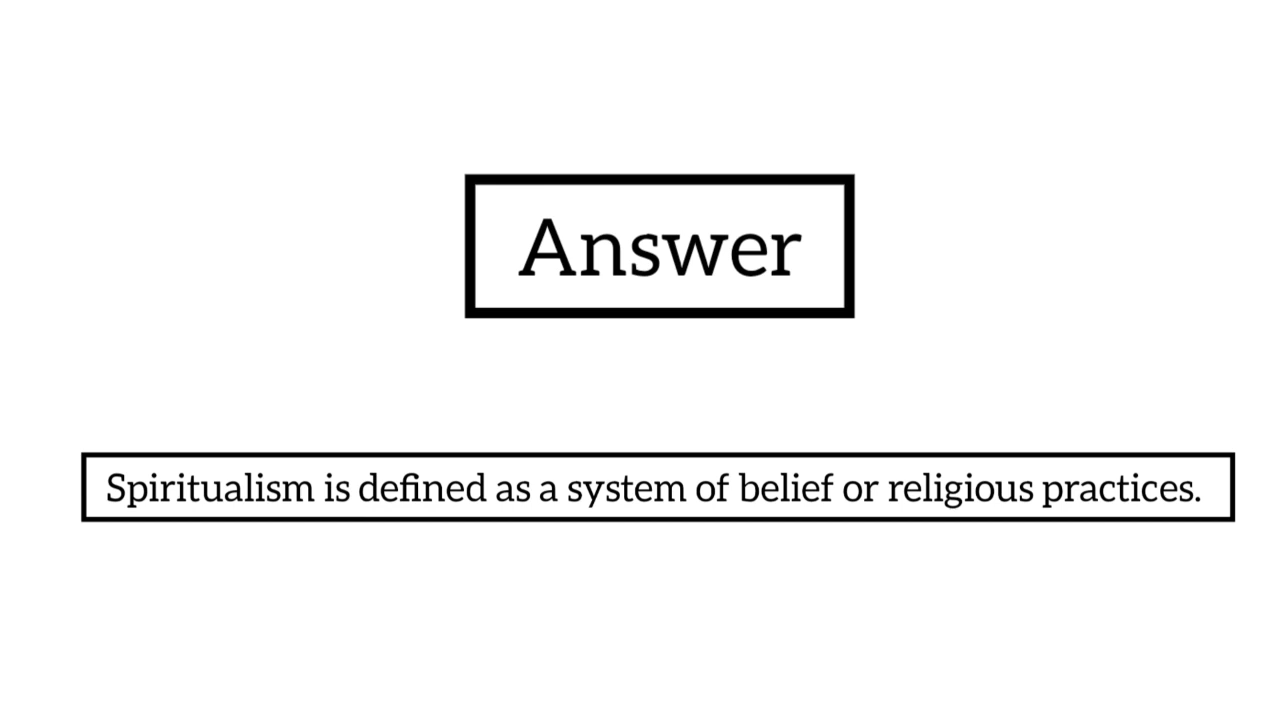 Answer
Spiritualism is defined as a system of belief or religious practices.